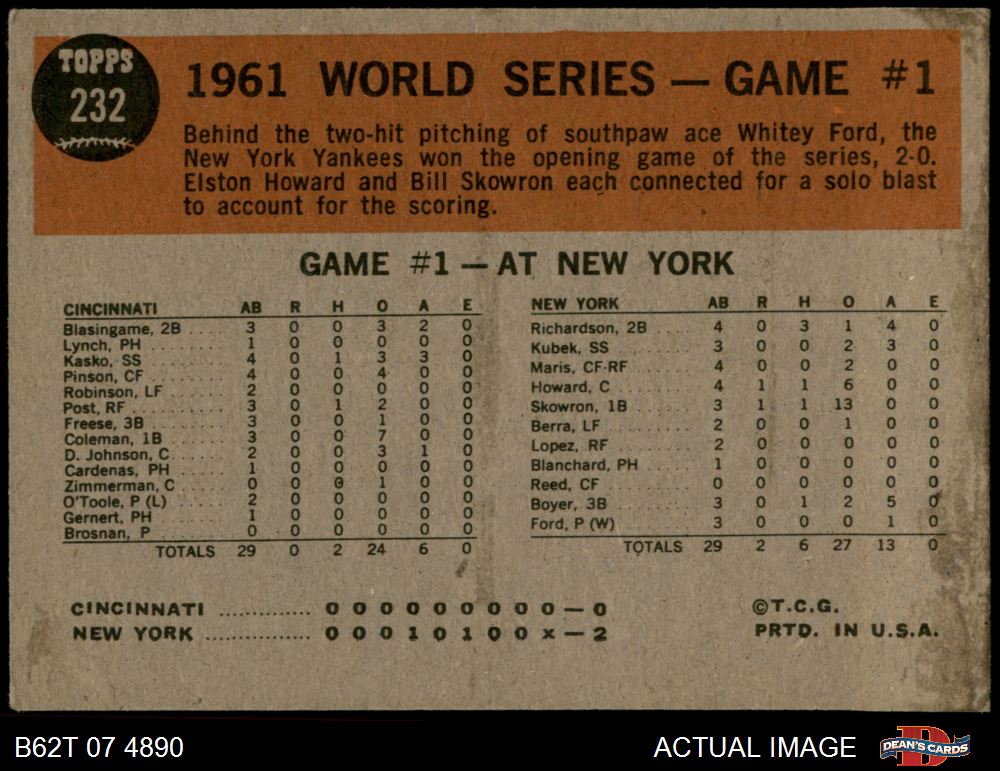 TOPPS
232
1961 WORLD SERIES — GAME #1
Behind the two-hit pitching of southpaw ace Whitey Ford, the
New York Yankees won the opening game of the series, 2-0.
Elston Howard and Bill Skowron each connected for a solo blast
to account for the scoring.
GAME #1 — AT NEW YORK
CINCINNATI AB R H O A E
Blasingame, 2B ..... 3 0 0 3 2 0
Lynch, PH ..... 1 0 0 0 0 0
Kasko, SS ..... 4 0 1 3 3 0
Pinson, CF ..... 4 0 0 4 0 0
Robinson, LF ..... 2 0 0 0 0 0
Post, RF ..... 3 0 1 2 0 0
Freese, 3B ..... 3 0 0 1 0 0
Coleman, 1B ..... 3 0 0 7 0 0
D. Johnson, C ..... 2 0 0 3 1 0
Cardenas, PH ..... 1 0 0 0 0 0
Zimmerman, C ..... 0 0 0 1 0 0
O'Toole, P (L) ..... 2 0 0 0 0 0
Gernert, PH ..... 1 0 0 0 0 0
Brosnan, P ..... 0 0 0 0 0 0
TOTALS 29 0 2 24 6 0
NEW YORK AB R H O A E
Richardson, 2B ..... 4 0 3 1 4 0
Kubek, SS ..... 3 0 0 2 3 0
Maris, CF-RF ..... 4 0 0 2 0 0
Howard, C ..... 4 1 1 6 0 0
Skowron, 1B ..... 3 1 1 13 0 0
Berra, LF ..... 2 0 0 1 0 0
Lopez, RF ..... 2 0 0 0 0 0
Blanchard, PH ..... 1 0 0 0 0 0
Reed, CF ..... 0 0 0 0 0 0
Boyer, 3B ..... 3 0 1 2 5 0
Ford, P (W) ..... 3 0 0 0 1 0
TOTALS 29 2 6 27 13 0
CINCINNATI .............. 0 0 0 0 0 0 0 0 0 — 0
NEW YORK ................ 0 0 0 1 0 1 0 0 x — 2
©T.C.G.
PRTD. IN U.S.A.
B62T 07 4890
ACTUAL IMAGE
DEAN'S CARDS